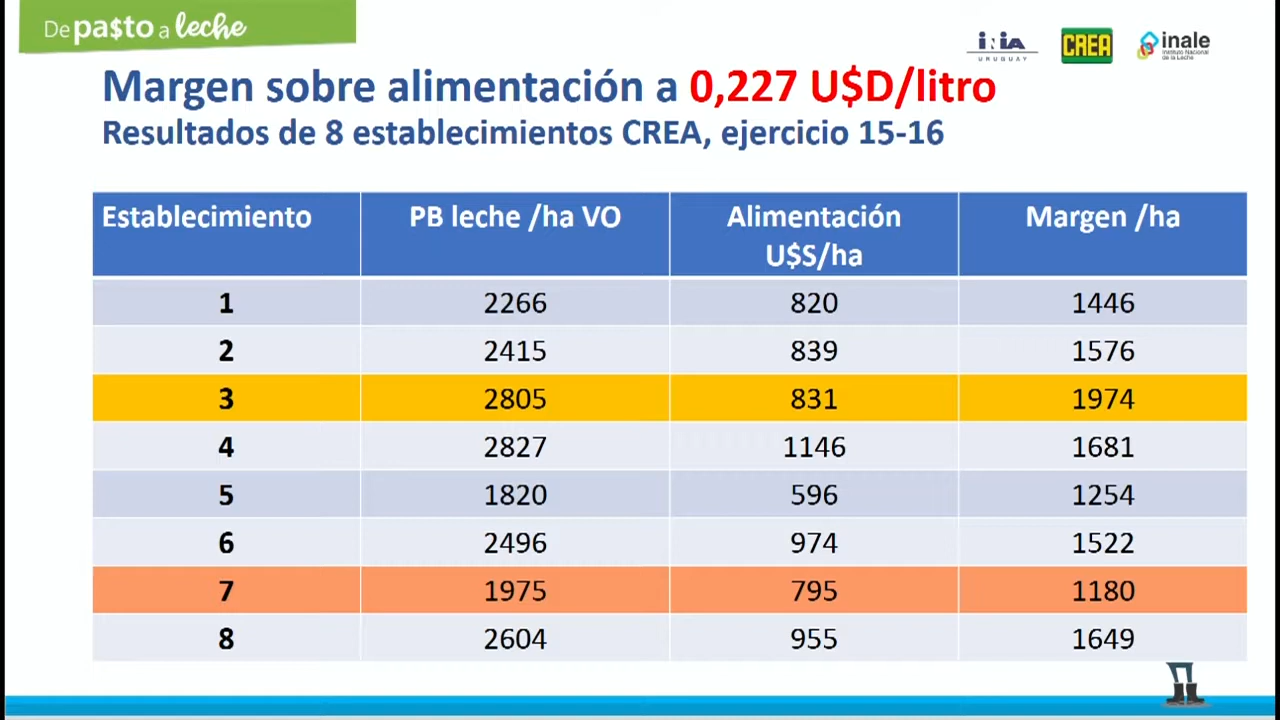 De pa$to a leche
INIA
URUGUAY
CREA
inale
Instituto Nacional
de la Leche
Margen sobre alimentación a 0,227 U$D/litro
Resultados de 8 establecimientos CREA, ejercicio 15-16
Establecimiento PB leche /ha VO Alimentación U$S/ha Margen /ha
1 2266 820 1446
2 2415 839 1576
3 2805 831 1974
4 2827 1146 1681
5 1820 596 1254
6 2496 974 1522
7 1975 795 1180
8 2604 955 1649